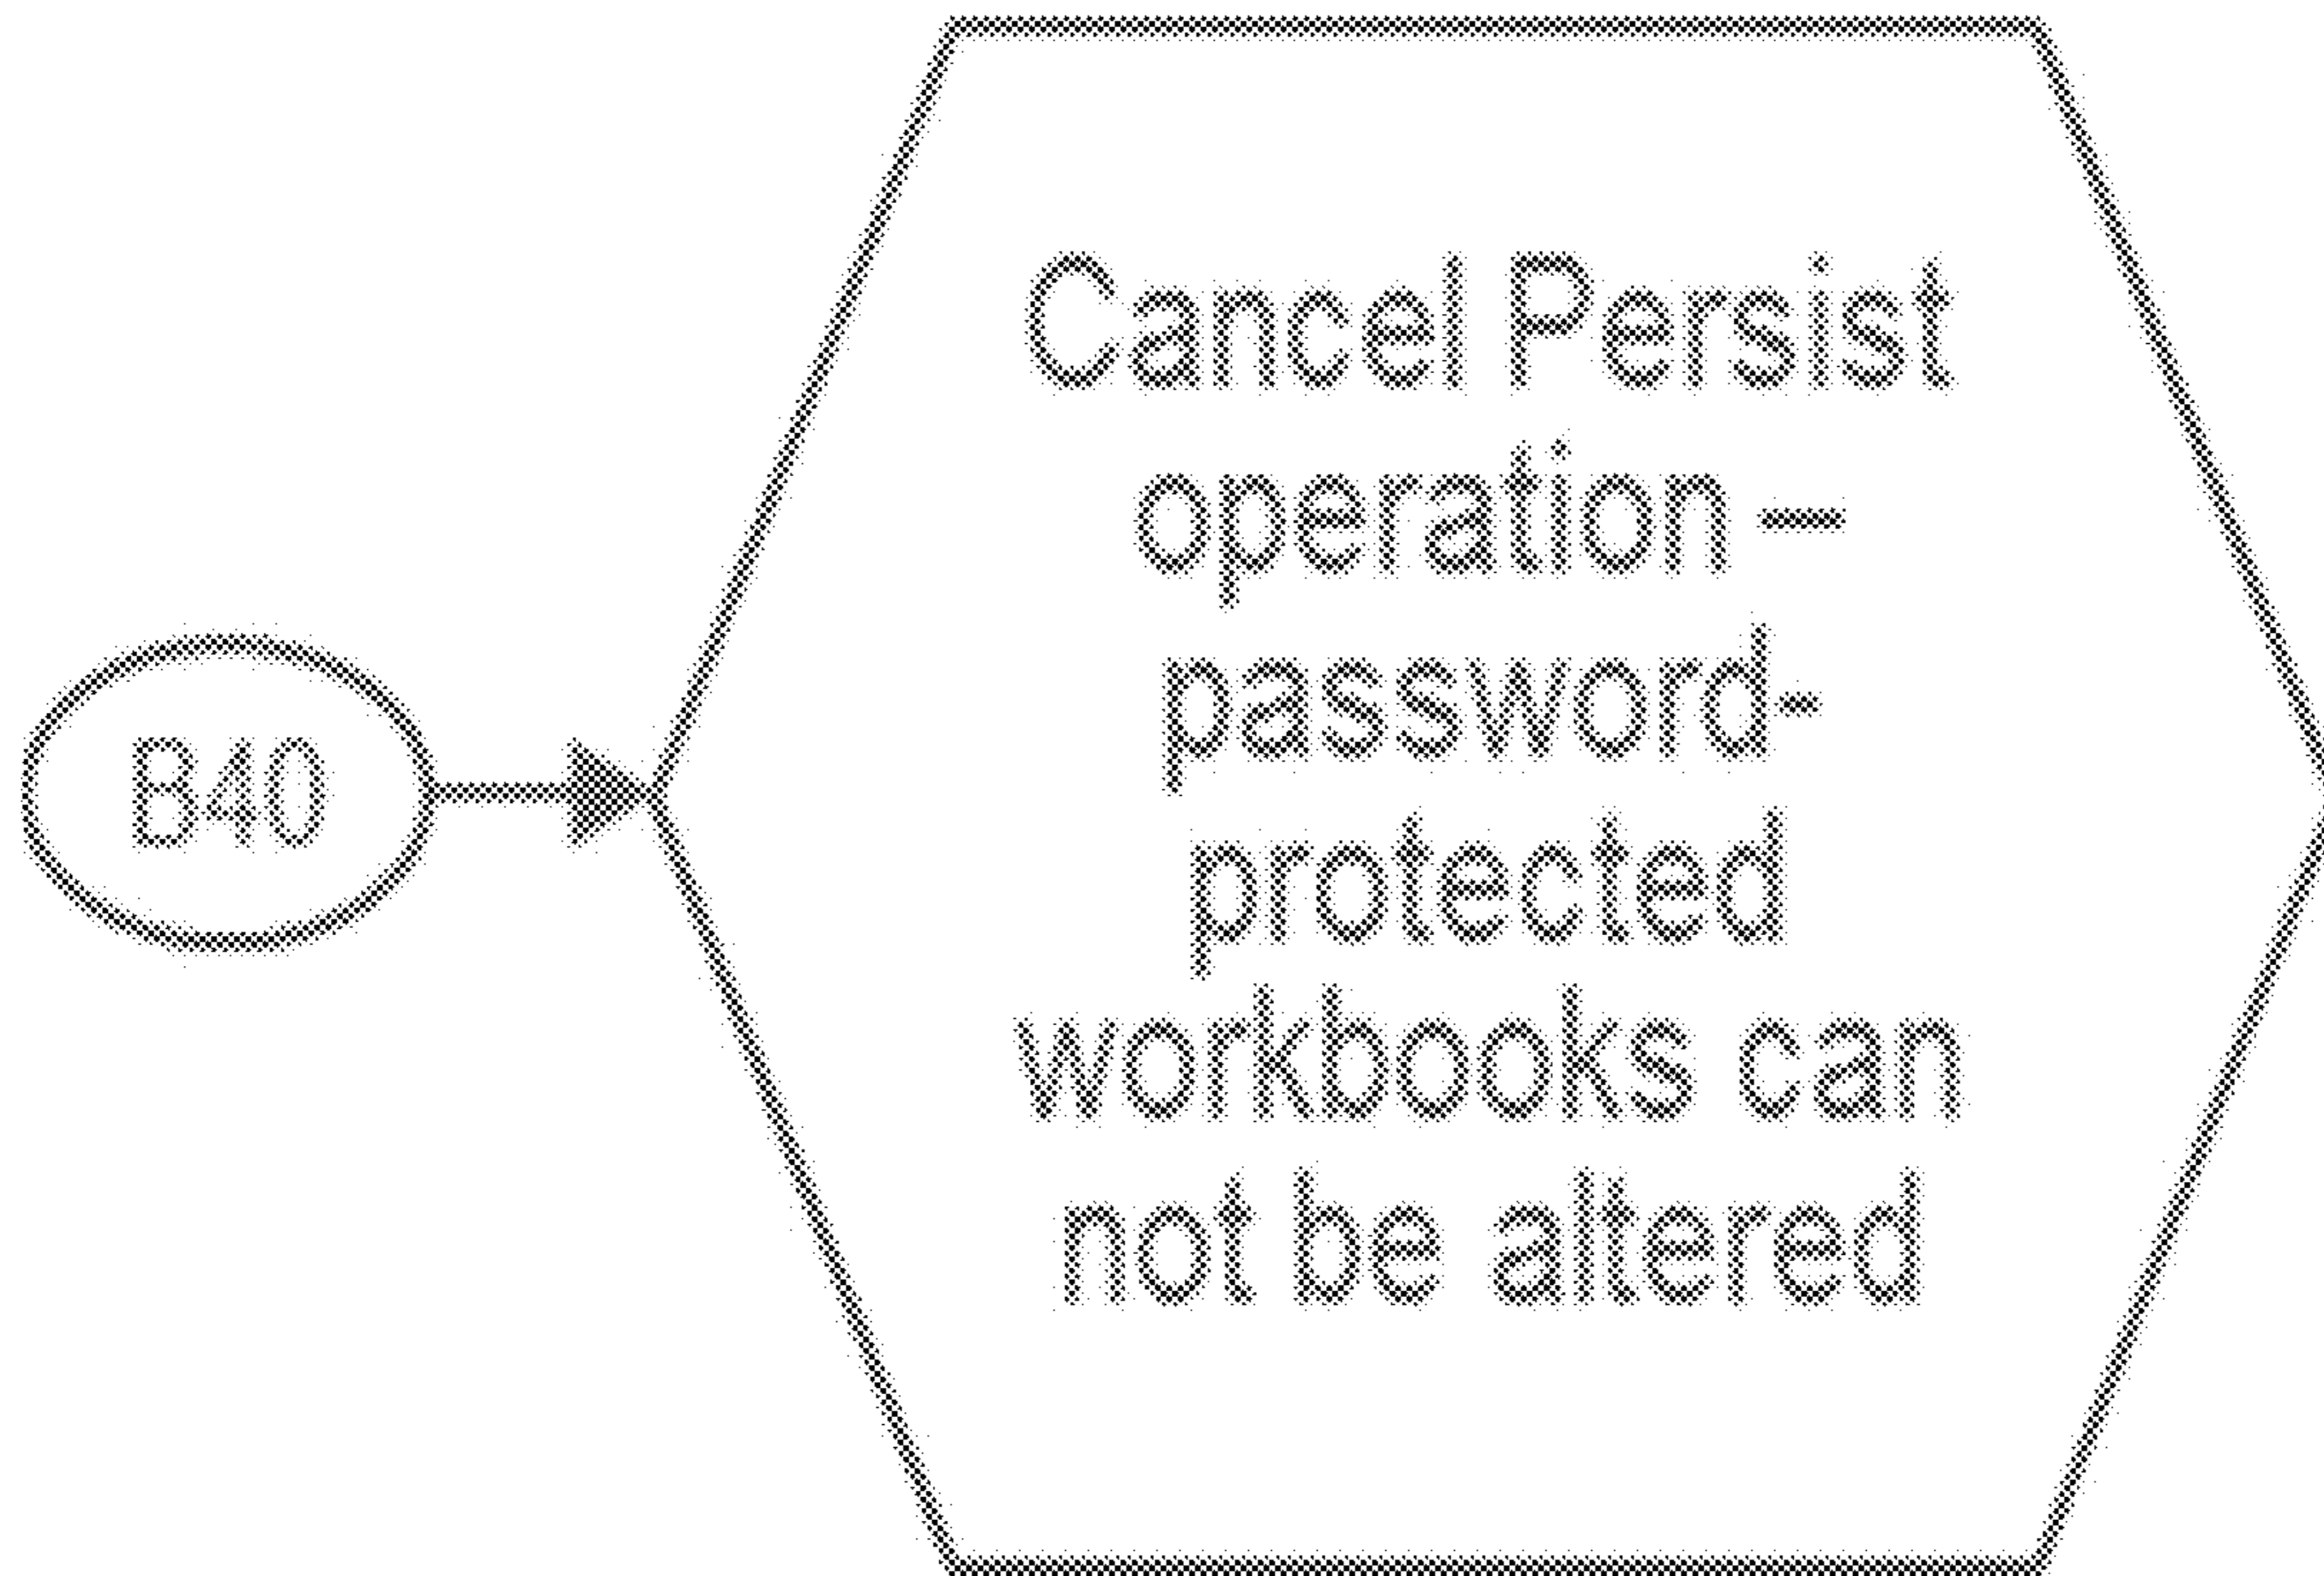 B40
Cancel Persist
operation –
password-
protected
workbooks can
not be altered